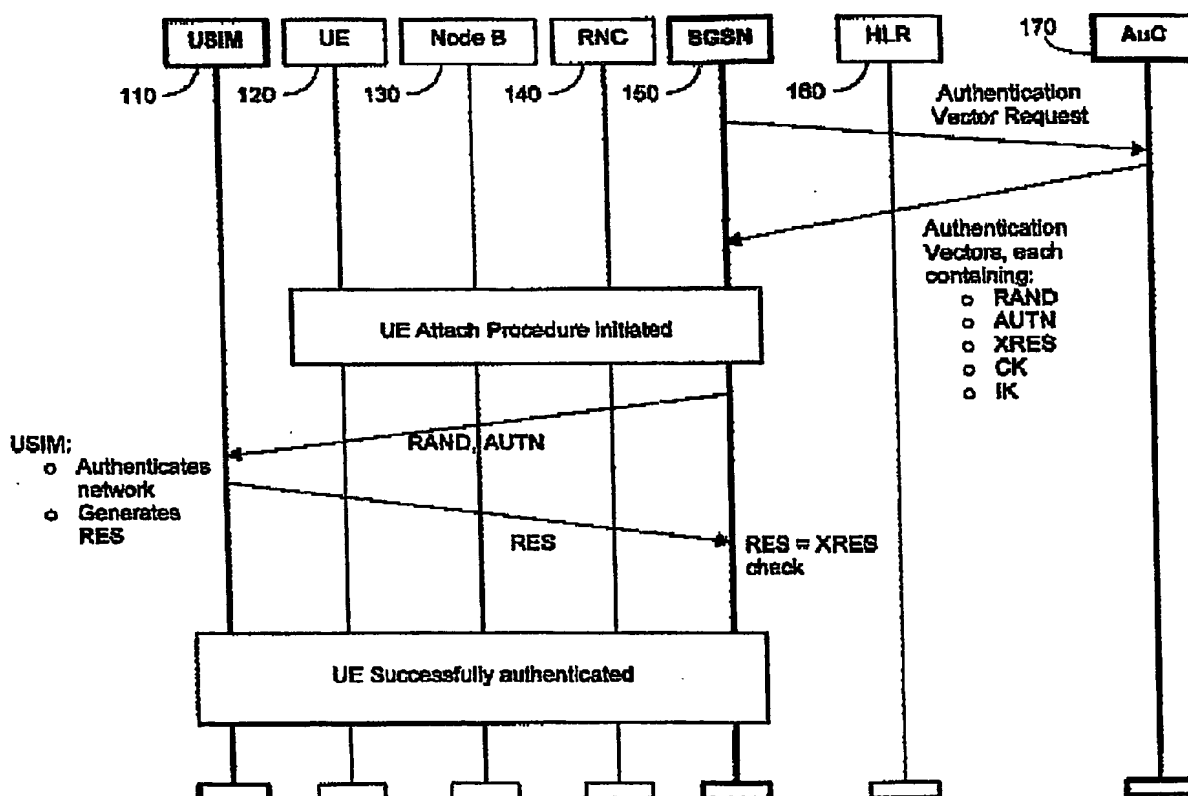 USIM UE Node B RNC SGSN HLR 170 AuC
110 120 130 140 150 160
Authentication
Vector Request
Authentication
Vectors, each
containing:
o RAND
o AUTN
o XRES
o CK
o IK
UE Attach Procedure initiated
RAND, AUTN
USIM:
o Authenticates
network
o Generates
RES
RES
RES = XRES
check
UE Successfully authenticated